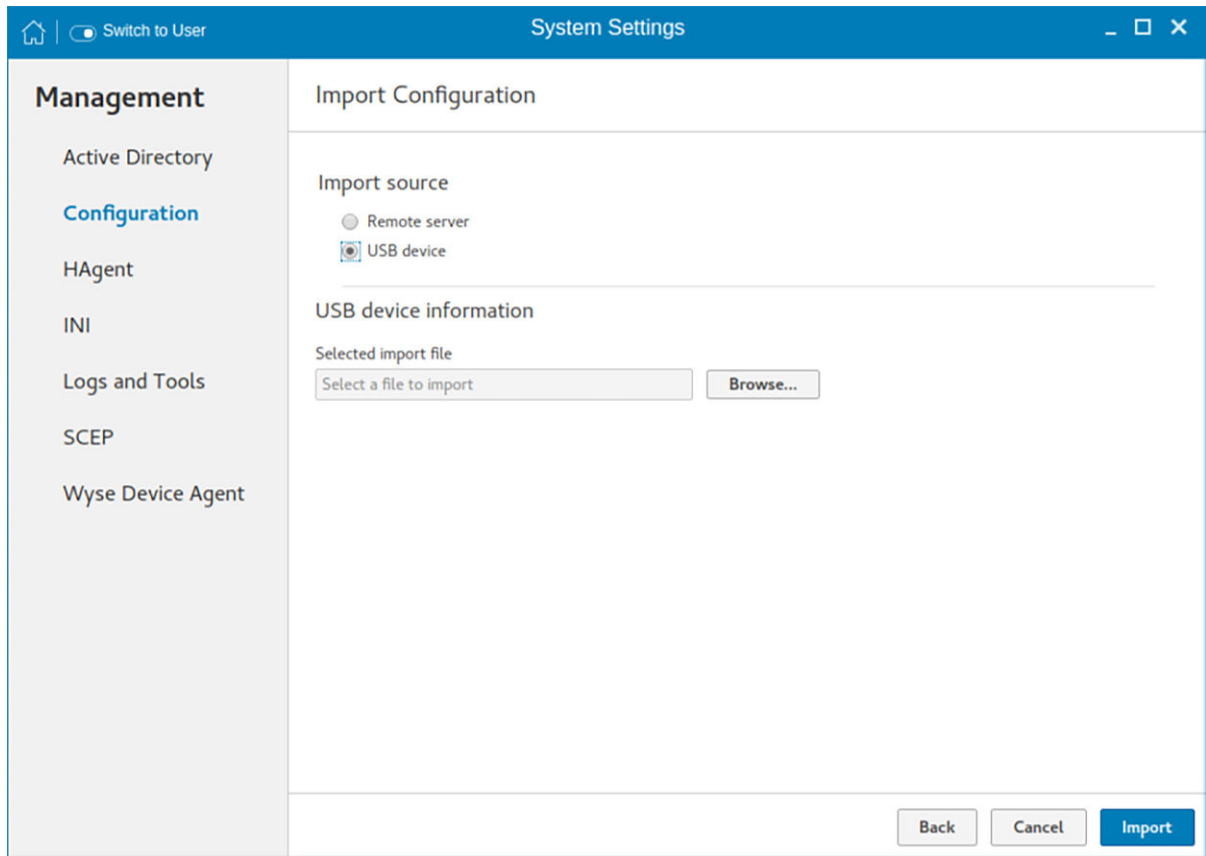 Switch to User
System Settings
Management
Active Directory
Configuration
HAgent
INI
Logs and Tools
SCEP
Wyse Device Agent
Import Configuration
Import source
Remote server
USB device
USB device information
Selected import file
Select a file to import
Browse...
Back
Cancel
Import